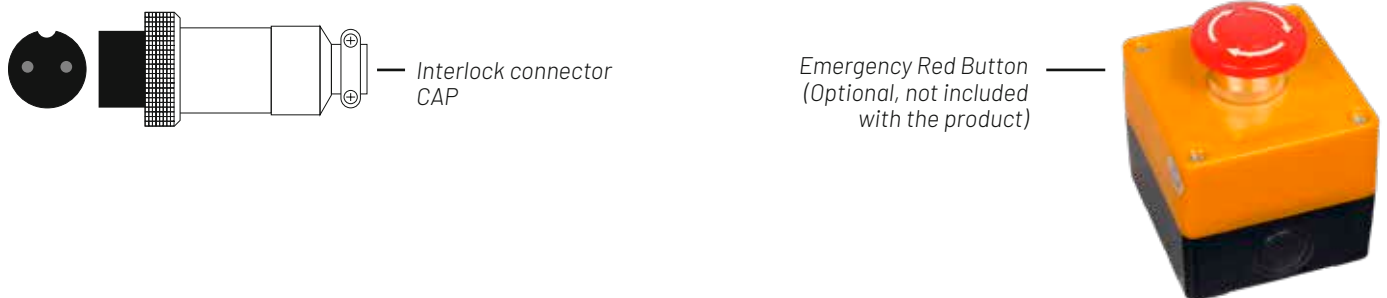 Interlock connector
CAP
Emergency Red Button
(Optional, not included
with the product)